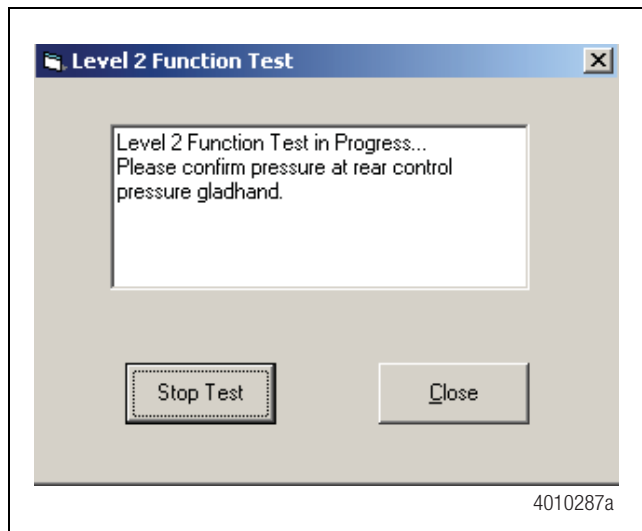 Level 2 Function Test
Level 2 Function Test in Progress...
Please confirm pressure at rear control
pressure gladhand.
Stop Test
Close
4010287a